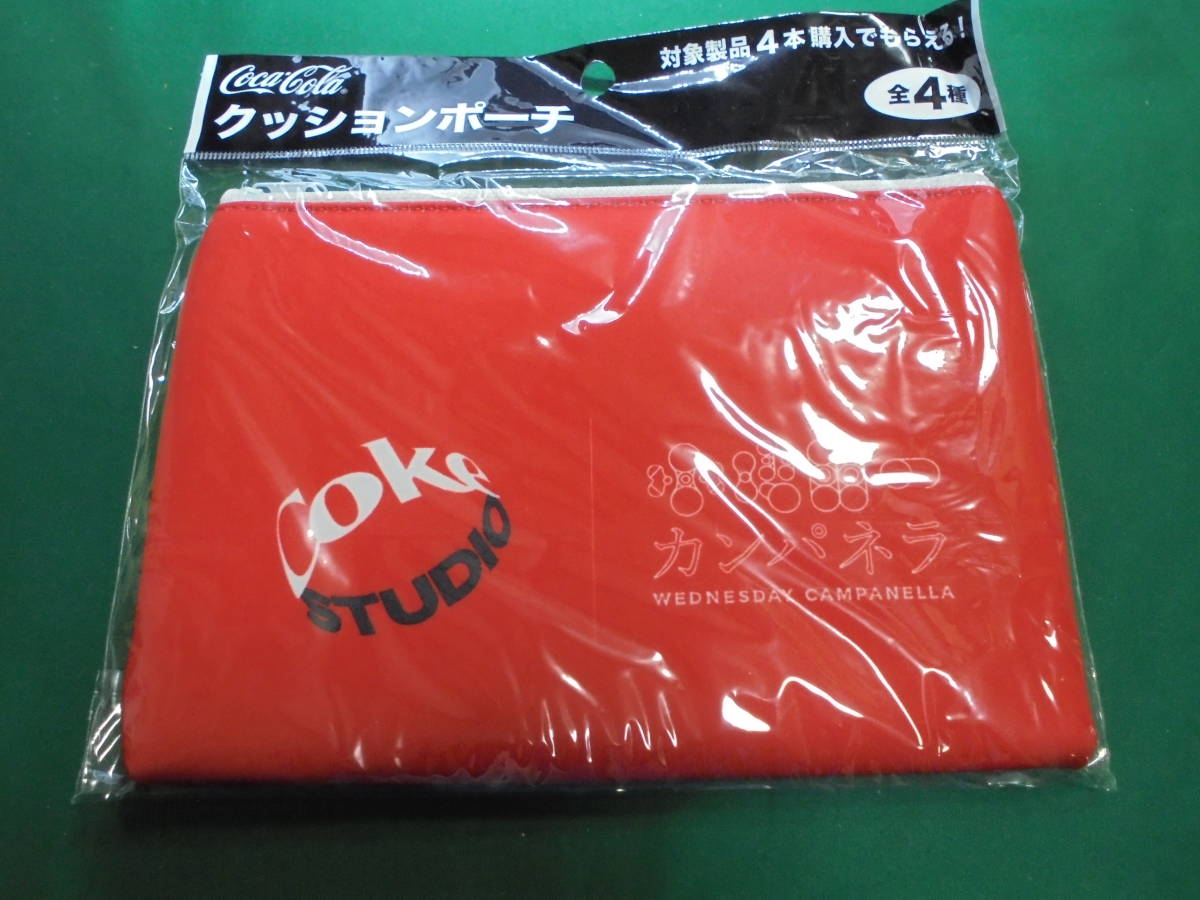 Coca-Cola
クッションポーチ
対象製品4本購入でもらえる!
全4種
Coke
STUDIO
カンパネラ
WEDNESDAY CAMPANELLA